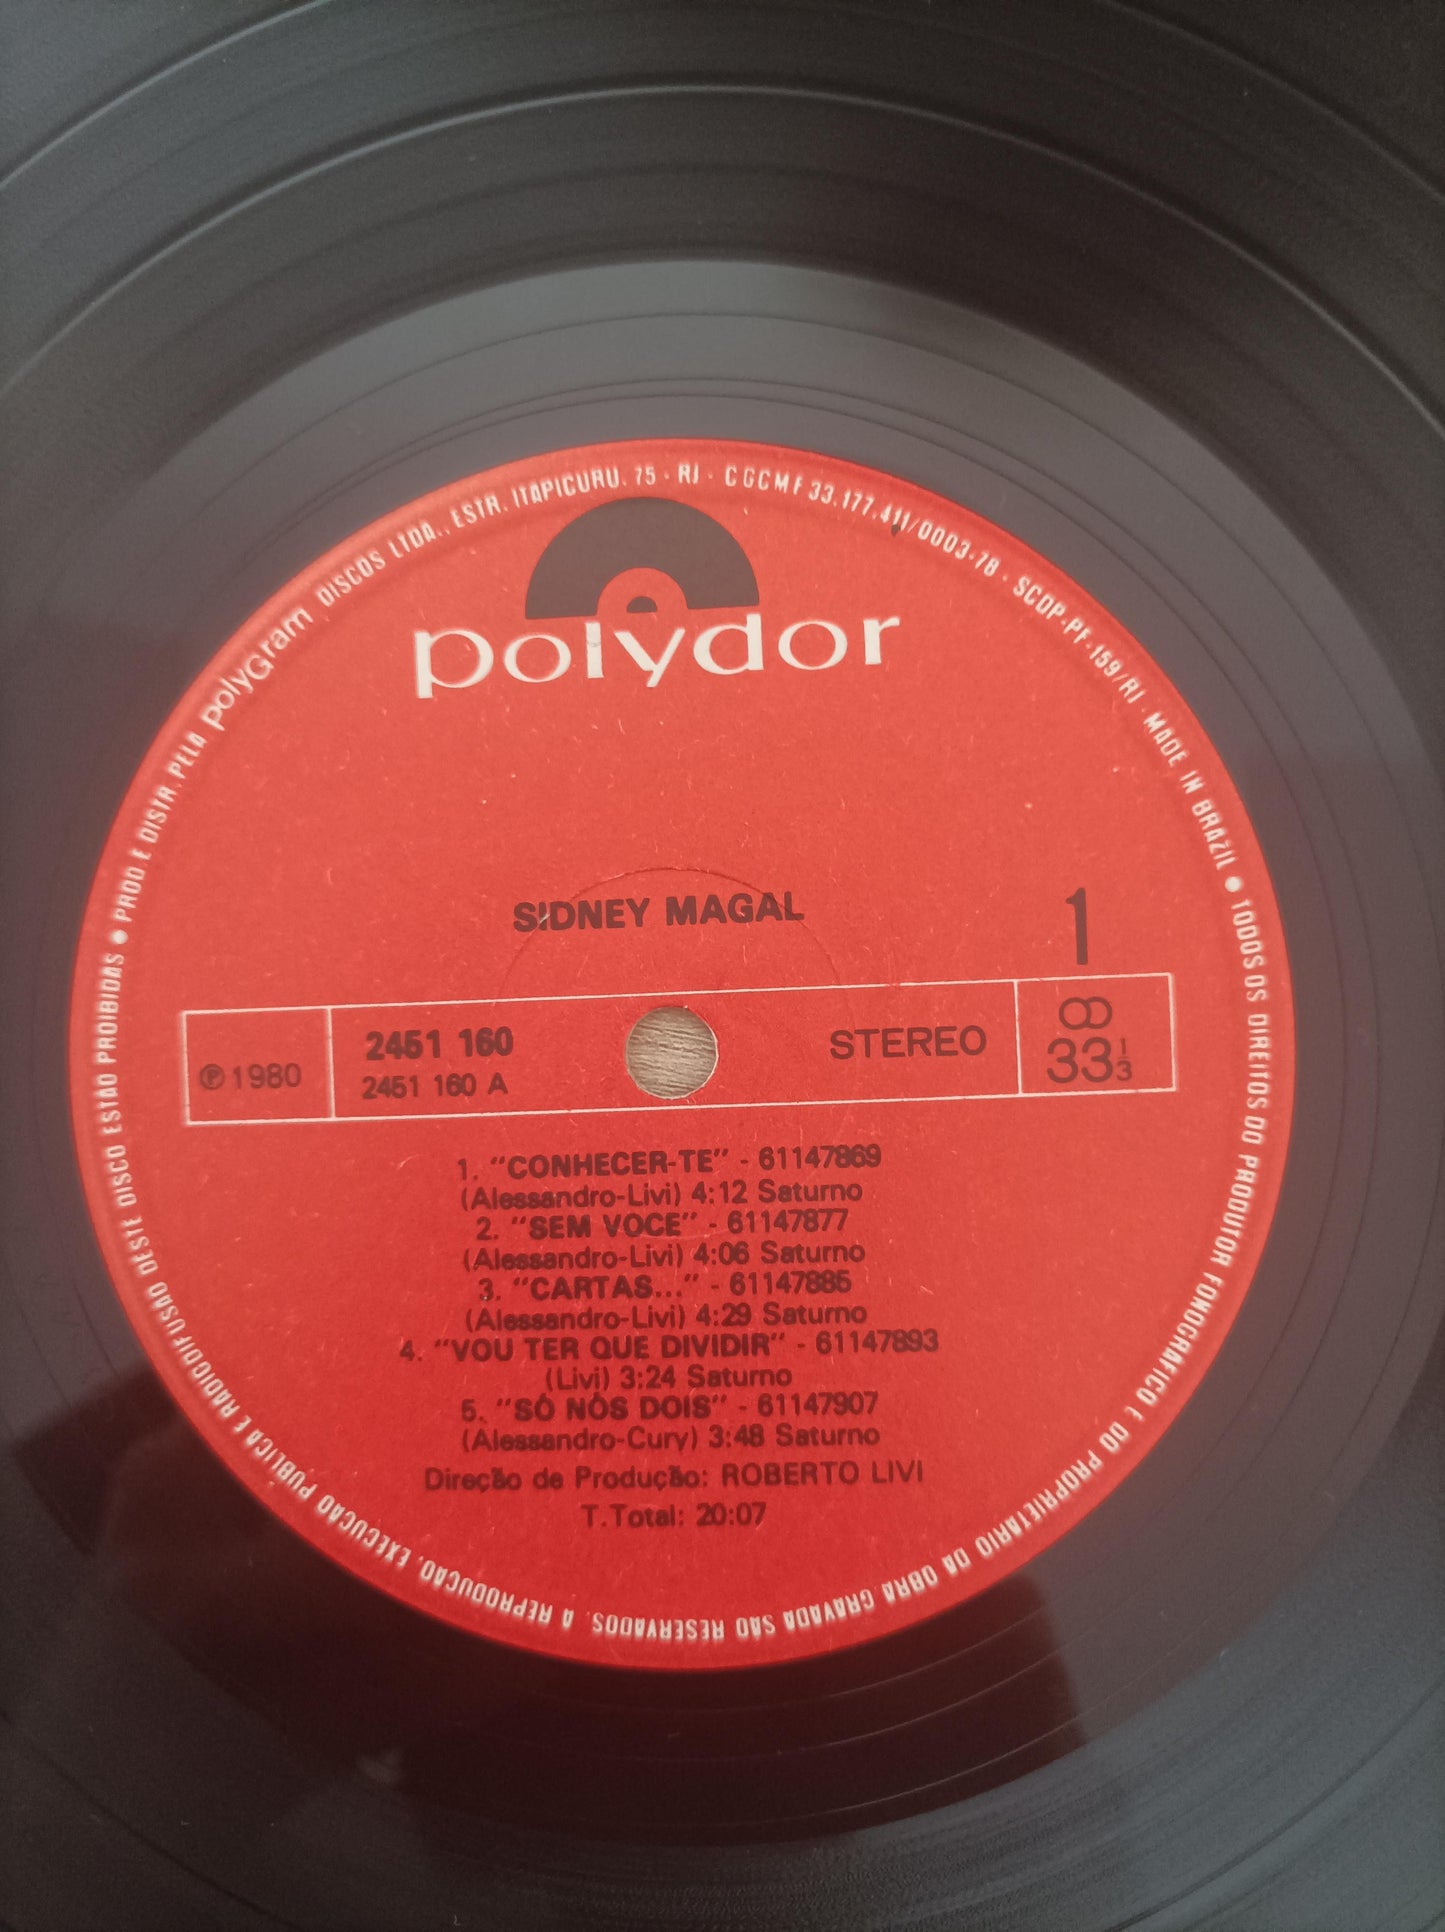 PROD. E DISTR. PELA polyGram DISCOS LTDA., ESTR. ITAPICURU, 75 - RJ - CGCMF 33.177.411/0003-78 - SCDP-PF-159/RJ - MADE IN BRAZIL ● TODOS OS DIREITOS DO PRODUTOR FONOGRÁFICO E DO PROPRIETÁRIO DA OBRA GRAVADA SÃO RESERVADOS. A REPRODUÇÃO, EXECUÇÃO PÚBLICA E RADIODIFUSÃO DESTE DISCO ESTÃO PROIBIDAS ●
polydor
SIDNEY MAGAL
1
℗ 1980
2451 160
2451 160 A
STEREO
33 1/3
1. "CONHECER-TE" - 61147869
(Alessandro-Livi) 4:12 Saturno
2. "SEM VOCE" - 61147877
(Alessandro-Livi) 4:06 Saturno
3. "CARTAS..." - 61147885
(Alessandro-Livi) 4:29 Saturno
4. "VOU TER QUE DIVIDIR" - 61147893
(Livi) 3:24 Saturno
5. "SÓ NÓS DOIS" - 61147907
(Alessandro-Cury) 3:48 Saturno
Direção de Produção: ROBERTO LIVI
T.Total: 20:07